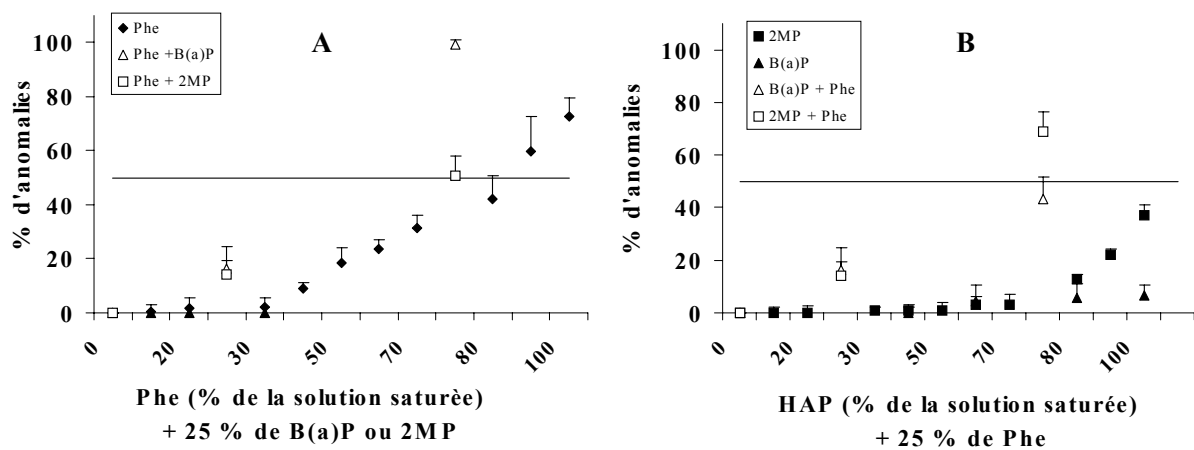 A
◆ Phe
△ Phe +B(a)P
□ Phe + 2MP
% d'anomalies
100
80
60
40
20
0
0 20 30 50 70 80 100
Phe (% de la solution saturèe)
+ 25 % de B(a)P ou 2MP
B
■ 2MP
▲ B(a)P
△ B(a)P + Phe
□ 2MP + Phe
% d'anomalies
100
80
60
40
20
0
0 20 30 50 70 80 100
HAP (% de la solution saturée)
+ 25 % de Phe